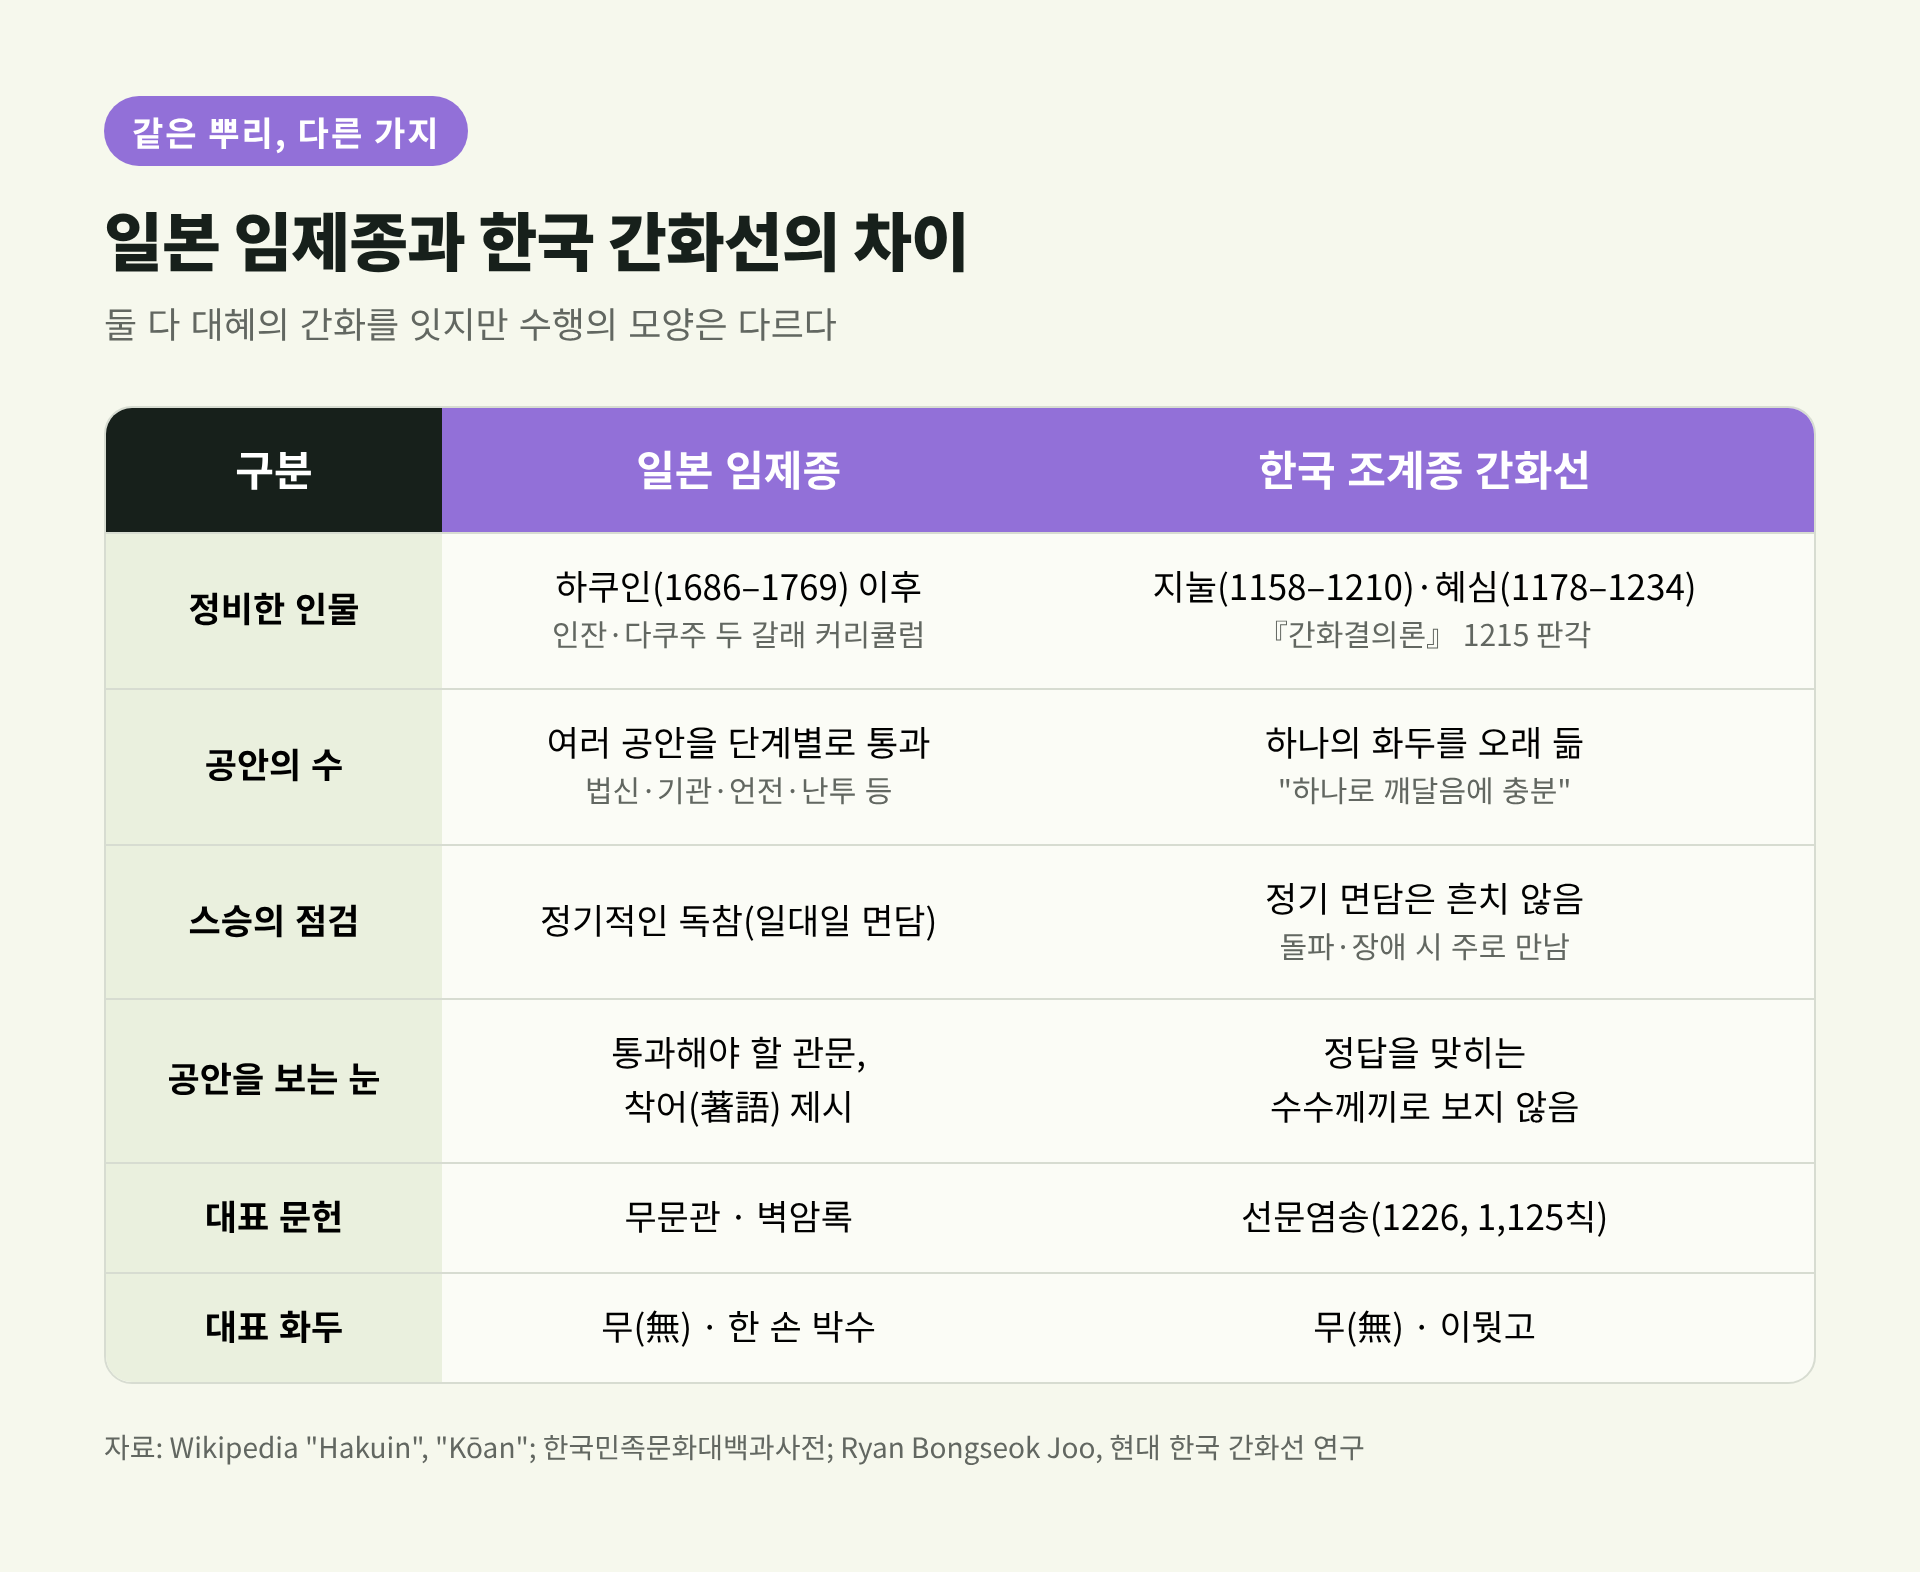 같은 뿌리, 다른 가지
일본 임제종과 한국 간화선의 차이
둘 다 대혜의 간화를 잇지만 수행의 모양은 다르다
구분
일본 임제종
한국 조계종 간화선
정비한 인물
하쿠인(1686–1769) 이후
인잔·다쿠주 두 갈래 커리큘럼
지눌(1158–1210)·혜심(1178–1234)
『간화결의론』 1215 판각
공안의 수
여러 공안을 단계별로 통과
법신·기관·언전·난투 등
하나의 화두를 오래 듦
"하나로 깨달음에 충분"
스승의 점검
정기적인 독참(일대일 면담)
정기 면담은 흔치 않음
돌파·장애 시 주로 만남
공안을 보는 눈
통과해야 할 관문,
착어(著語) 제시
정답을 맞히는
수수께끼로 보지 않음
대표 문헌
무문관 · 벽암록
선문염송(1226, 1,125칙)
대표 화두
무(無) · 한 손 박수
무(無) · 이뭣고
자료: Wikipedia "Hakuin", "Kōan"; 한국민족문화대백과사전; Ryan Bongseok Joo, 현대 한국 간화선 연구